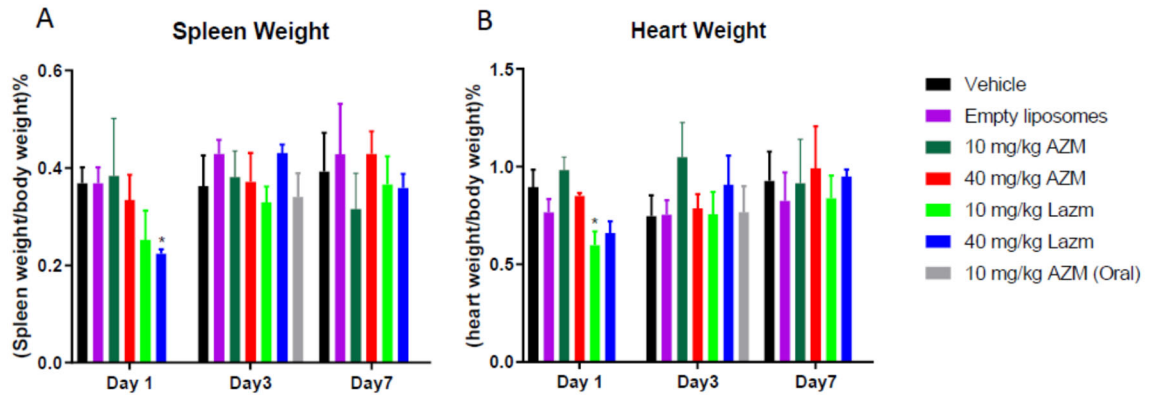 A
Spleen Weight
(Spleen weight/body weight)%
0.6
0.4
0.2
0.0
*
Day 1
Day3
Day7
B
Heart Weight
(heart weight/body weight)%
1.5
1.0
0.5
0.0
*
Day 1
Day3
Day7
Vehicle
Empty liposomes
10 mg/kg AZM
40 mg/kg AZM
10 mg/kg Lazm
40 mg/kg Lazm
10 mg/kg AZM (Oral)